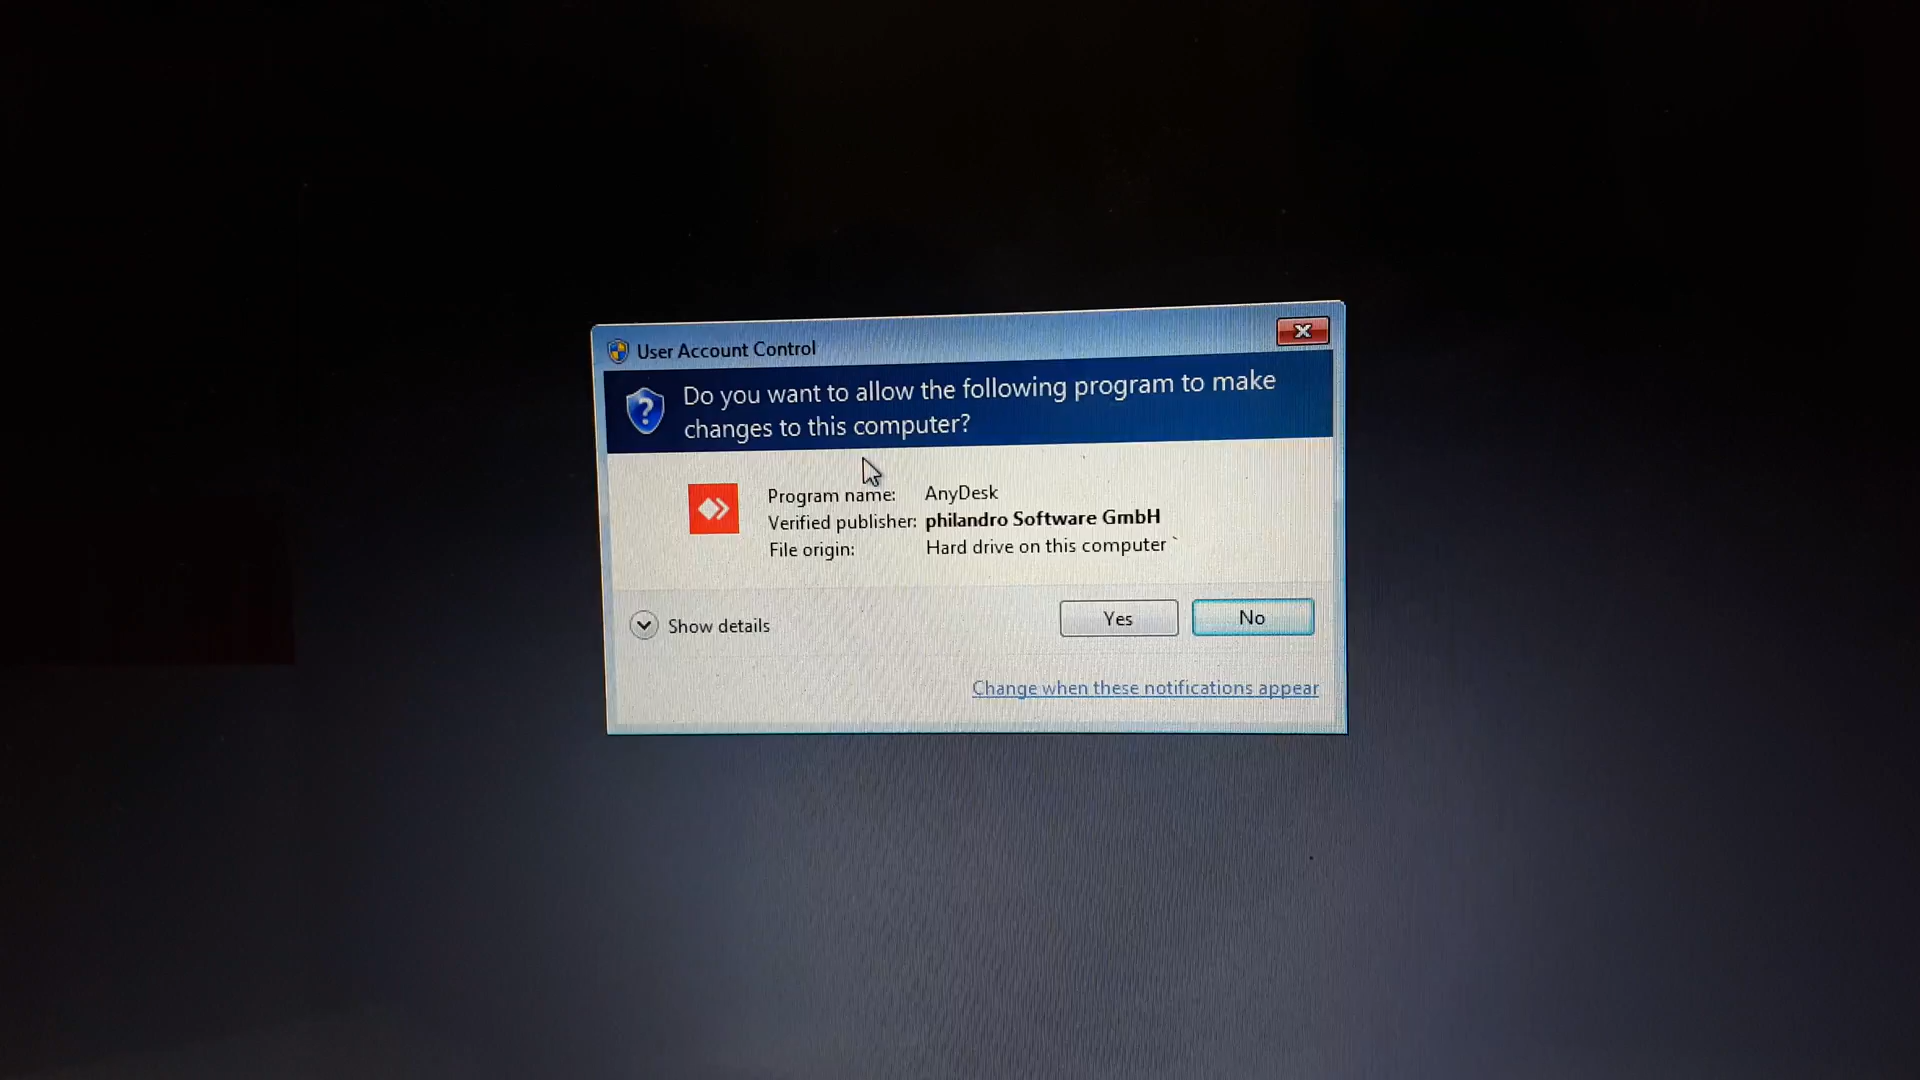 User Account Control
Do you want to allow the following program to make
changes to this computer?
Program name: AnyDesk
Verified publisher: philandro Software GmbH
File origin: Hard drive on this computer
Show details
Yes
No
Change when these notifications appear